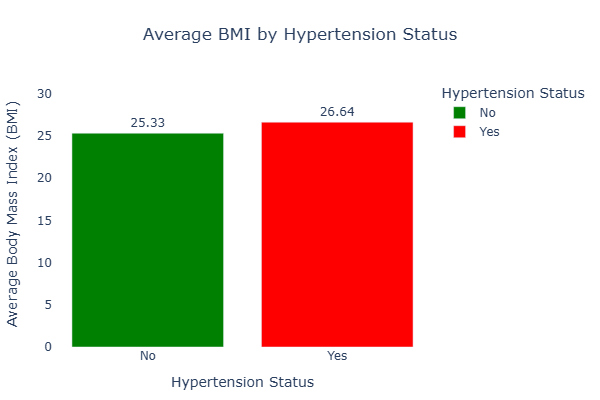 Average BMI by Hypertension Status
Hypertension Status
No
Yes
Average Body Mass Index (BMI)
30
25
20
15
10
5
0
25.33
26.64
No
Yes
Hypertension Status